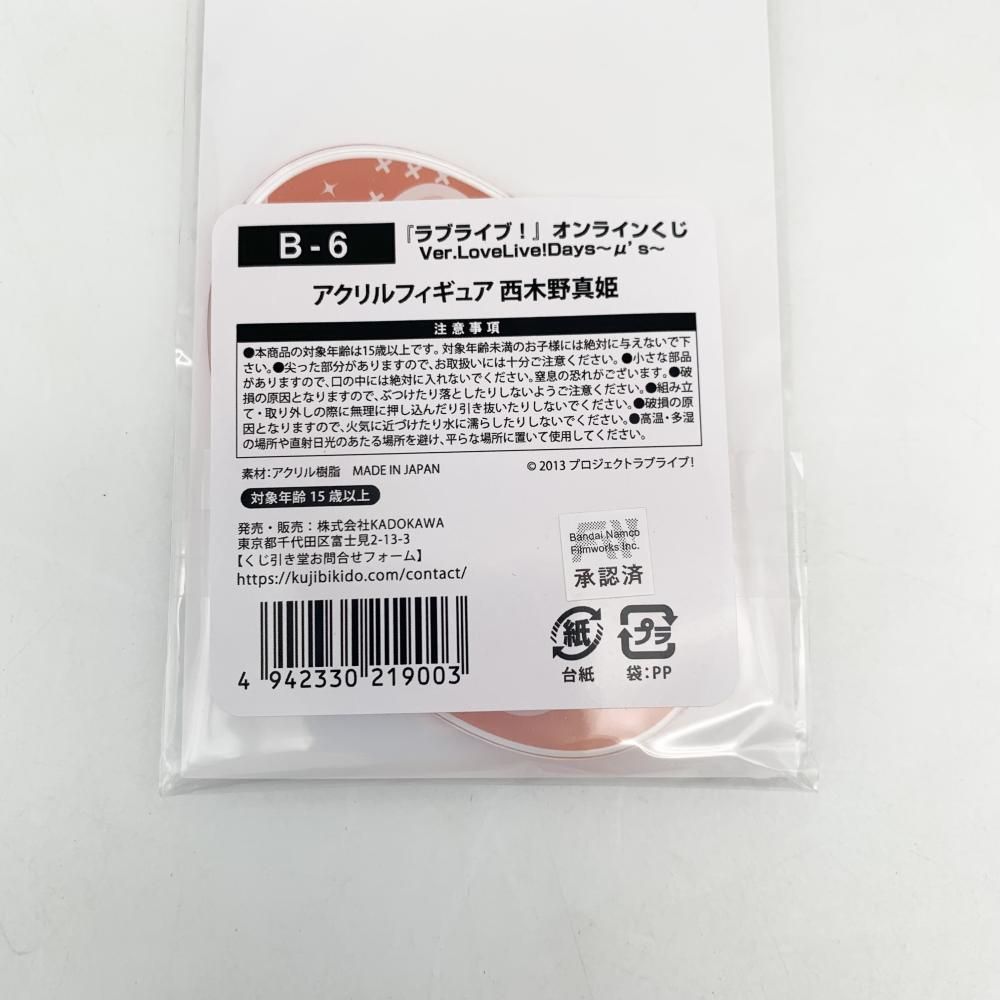 B-6
『ラブライブ！』オンラインくじ
Ver.LoveLive!Days～μ's～
アクリルフィギュア 西木野真姫
注意事項
●本商品の対象年齢は15歳以上です。対象年齢未満のお子様には絶対に与えないで下
さい。●尖った部分がありますので、お取扱いには十分ご注意ください。●小さな部品
がありますので、口の中には絶対に入れないでください。窒息の恐れがございます。●破
損の原因となりますので、ぶつけたり落としたりしないようご注意ください。●組み立
て・取り外しの際に無理に押し込んだり引き抜いたりしないでください。●破損の原
因となりますので、火気に近づけたり水に濡らしたりしないでください。●高温・多湿
の場所や直射日光のあたる場所を避け、平らな場所に置いて使用してください。
素材：アクリル樹脂 MADE IN JAPAN
© 2013 プロジェクトラブライブ！
対象年齢 15 歳以上
発売・販売：株式会社KADOKAWA
東京都千代田区富士見2-13-3
【くじ引き堂お問合せフォーム】
https://kujibikido.com/contact/
Bandai Namco
Filmworks Inc.
承認済
4 942330 219003
紙
台紙
プラ
袋：PP